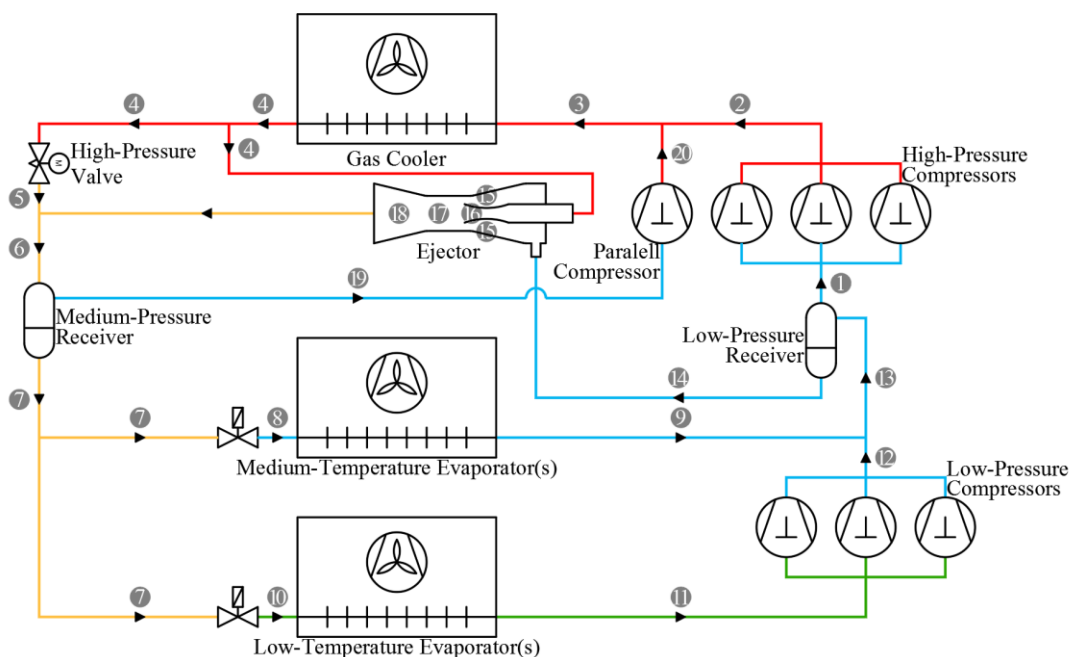 4
4
3
2
High-Pressure
Valve
M
4
Gas Cooler
20
High-Pressure
Compressors
5
15
18
17
16
15
Ejector
Paralell
Compressor
6
19
1
Medium-Pressure
Receiver
Low-Pressure
Receiver
14
13
7
7
8
9
Medium-Temperature Evaporator(s)
12
Low-Pressure
Compressors
7
10
11
Low-Temperature Evaporator(s)